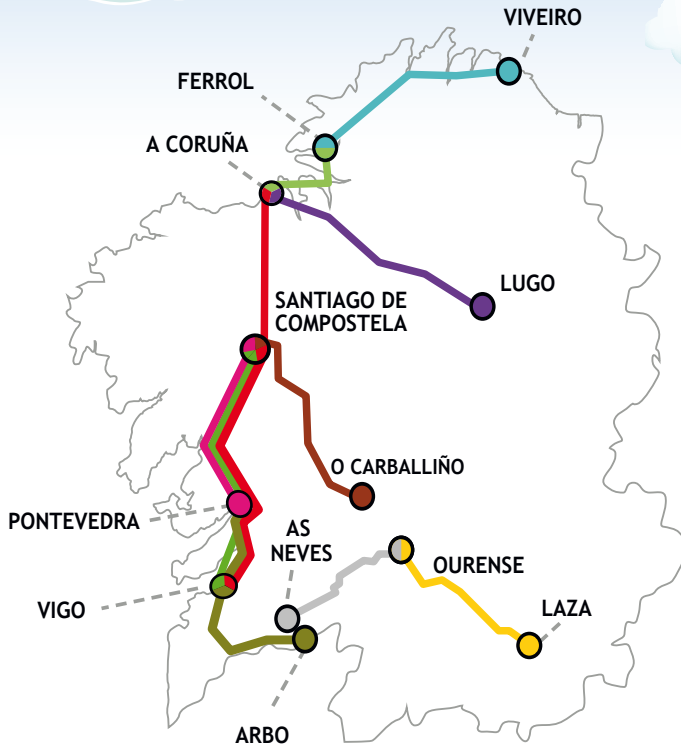 VIVEIRO
FERROL
A CORUÑA
LUGO
SANTIAGO DE
COMPOSTELA
O CARBALLIÑO
PONTEVEDRA
AS
NEVES
OURENSE
VIGO
LAZA
ARBO